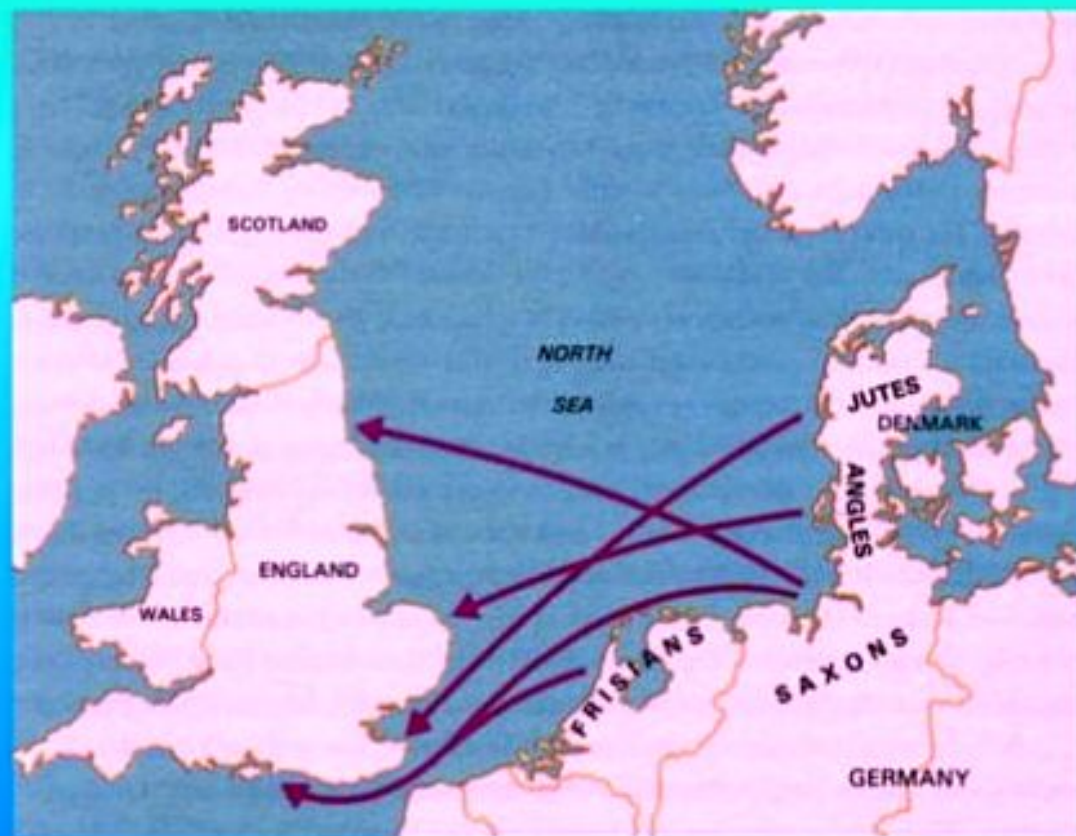 SCOTLAND
NORTH
SEA
JUTES
DENMARK
ANGLES
ENGLAND
WALES
FRISIANS
SAXONS
GERMANY